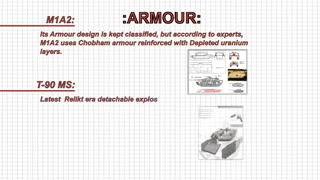 :ARMOUR:
M1A2:
Its Armour design is kept classified, but according to experts,
M1A2 uses Chobham armour reinforced with Depleted uranium
layers.
T-90 MS:
Latest Relikt era detachable explos